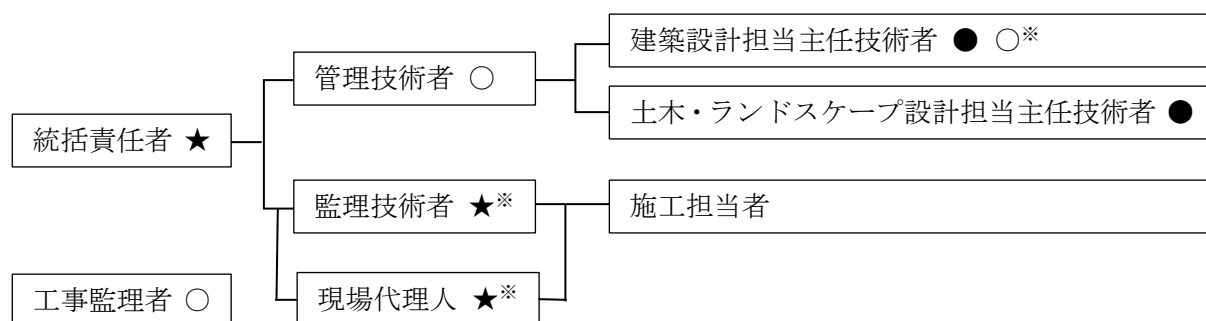 建築設計担当主任技術者 ● ○※
管理技術者 ○
土木・ランドスケープ設計担当主任技術者 ●
統括責任者 ★
監理技術者 ★※
施工担当者
工事監理者 ○
現場代理人 ★※